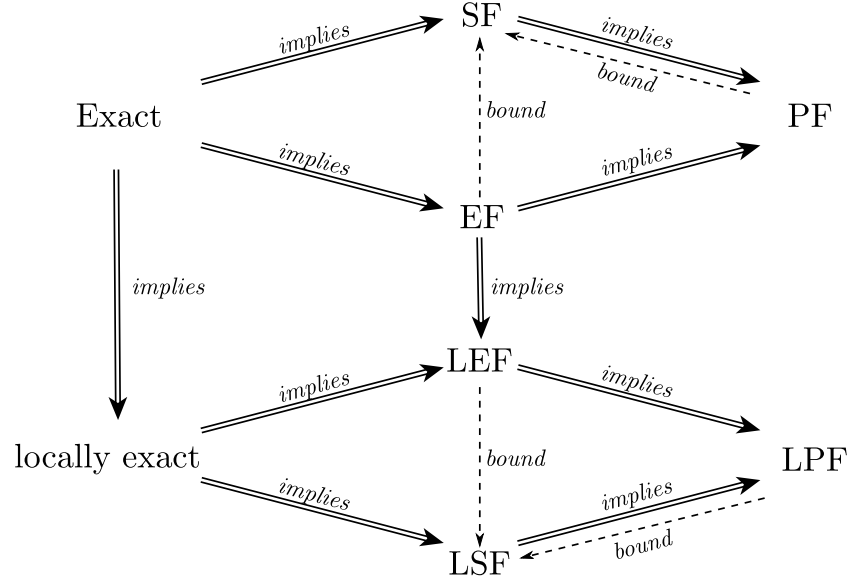 SF
implies
implies
bound
Exact
bound
PF
implies
implies
EF
implies
implies
LEF
implies
implies
locally exact
bound
LPF
implies
implies
bound
LSF